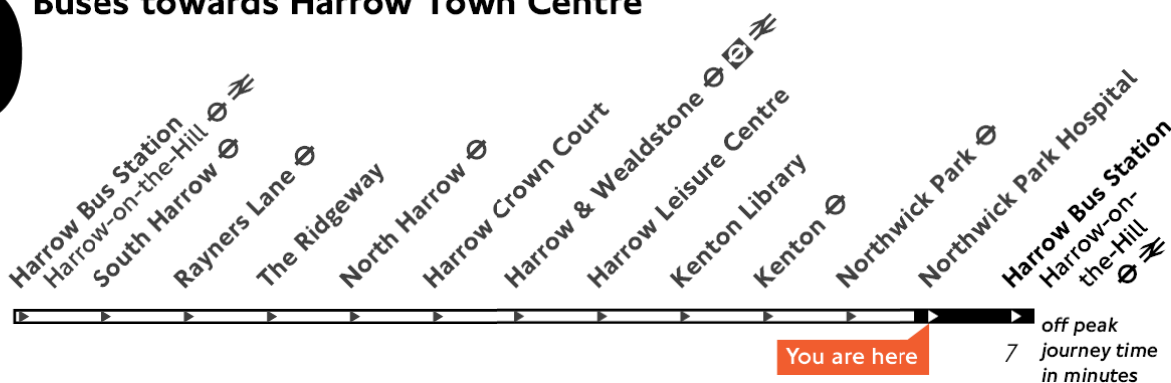 Buses towards Harrow Town Centre
Harrow Bus Station
Harrow-on-the-Hill
South Harrow
Rayners Lane
The Ridgeway
North Harrow
Harrow Crown Court
Harrow & Wealdstone
Harrow Leisure Centre
Kenton Library
Kenton
Northwick Park
Northwick Park Hospital
Harrow Bus Station
Harrow-on-
the-Hill
You are here
7
off peak
journey time
in minutes